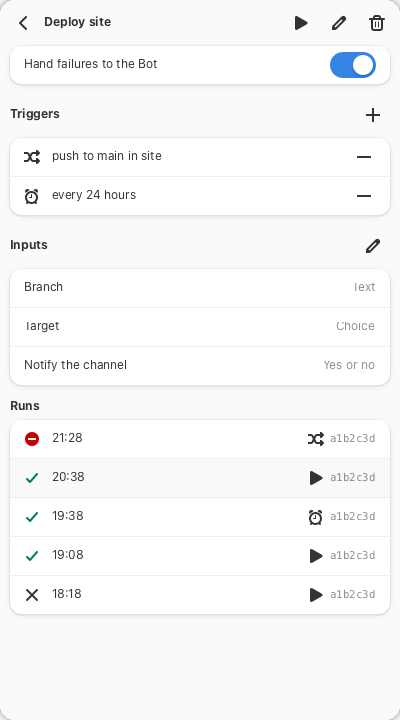 Deploy site
Hand failures to the Bot
Triggers
push to main in site
every 24 hours
Inputs
Branch Text
Target Choice
Notify the channel Yes or no
Runs
21:28 a1b2c3d
20:38 a1b2c3d
19:38 a1b2c3d
19:08 a1b2c3d
18:18 a1b2c3d